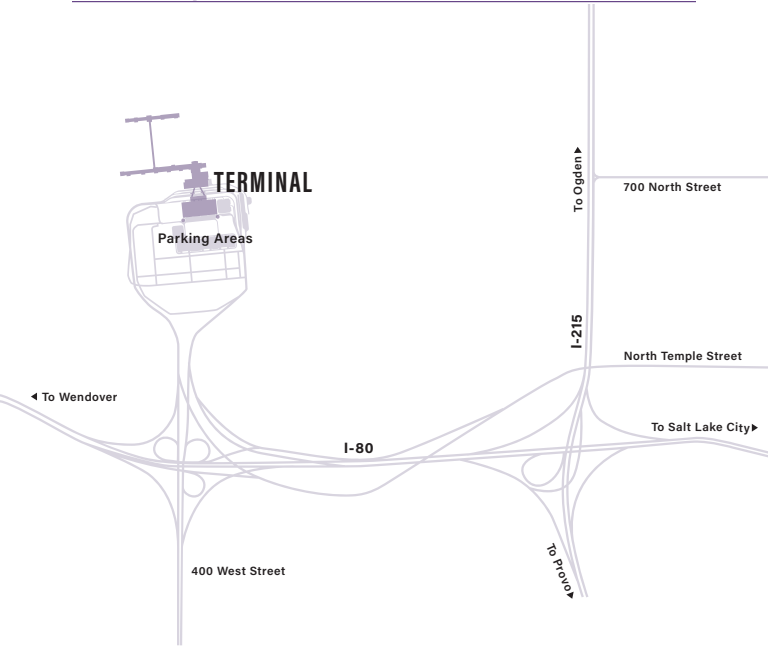 TERMINAL
Parking Areas
To Ogden
700 North Street
I-215
North Temple Street
To Wendover
To Salt Lake City
I-80
To Provo
400 West Street